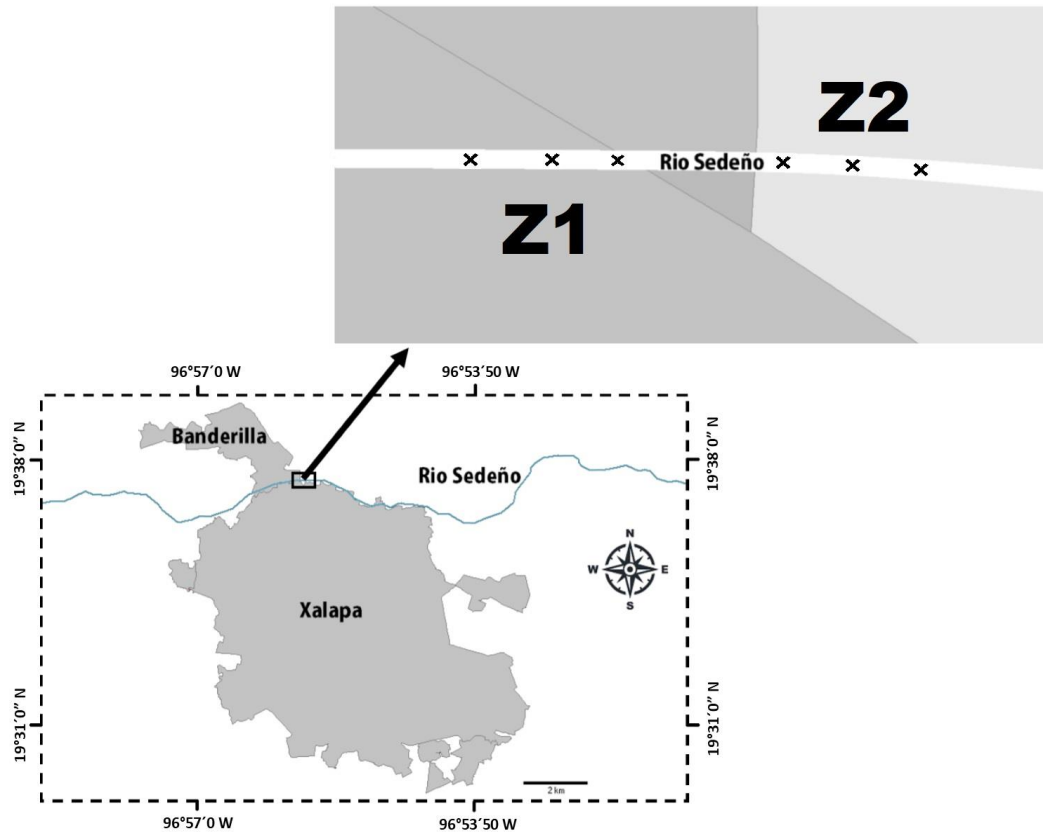 Z2
Rio Sedeño
Z1
96°57´0 W
96°53´50 W
Banderilla
19°38´0” N
19°38´0” N
Rio Sedeño
N
W
E
S
Xalapa
19°31´0” N
19°31´0” N
2 km
96°57´0 W
96°53´50 W